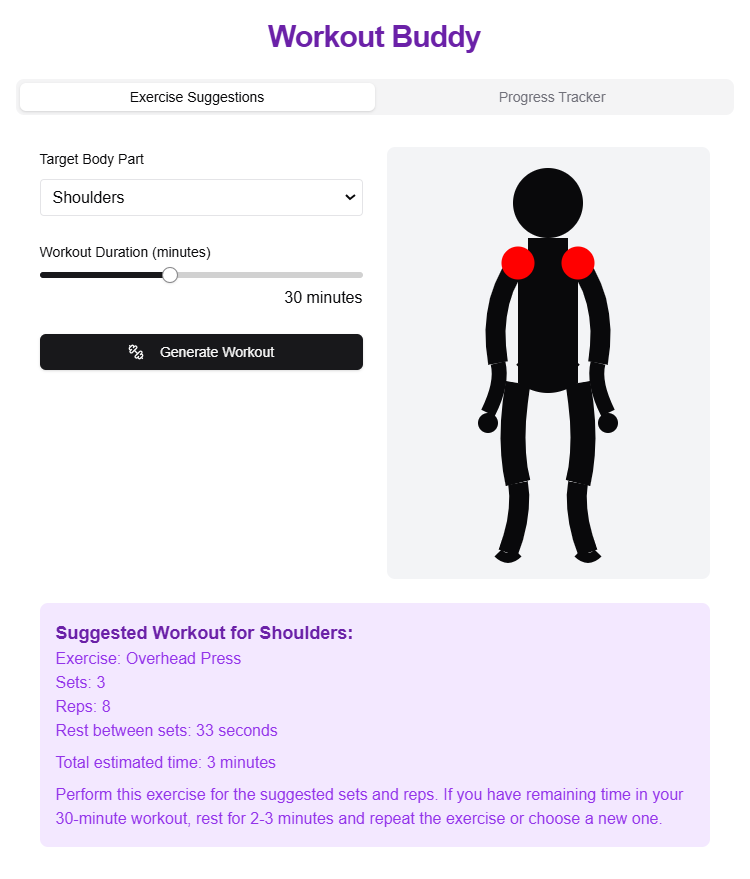 Workout Buddy
Exercise Suggestions
Progress Tracker
Target Body Part
Shoulders
Workout Duration (minutes)
30 minutes
Generate Workout
Suggested Workout for Shoulders:
Exercise: Overhead Press
Sets: 3
Reps: 8
Rest between sets: 33 seconds
Total estimated time: 3 minutes
Perform this exercise for the suggested sets and reps. If you have remaining time in your
30-minute workout, rest for 2-3 minutes and repeat the exercise or choose a new one.